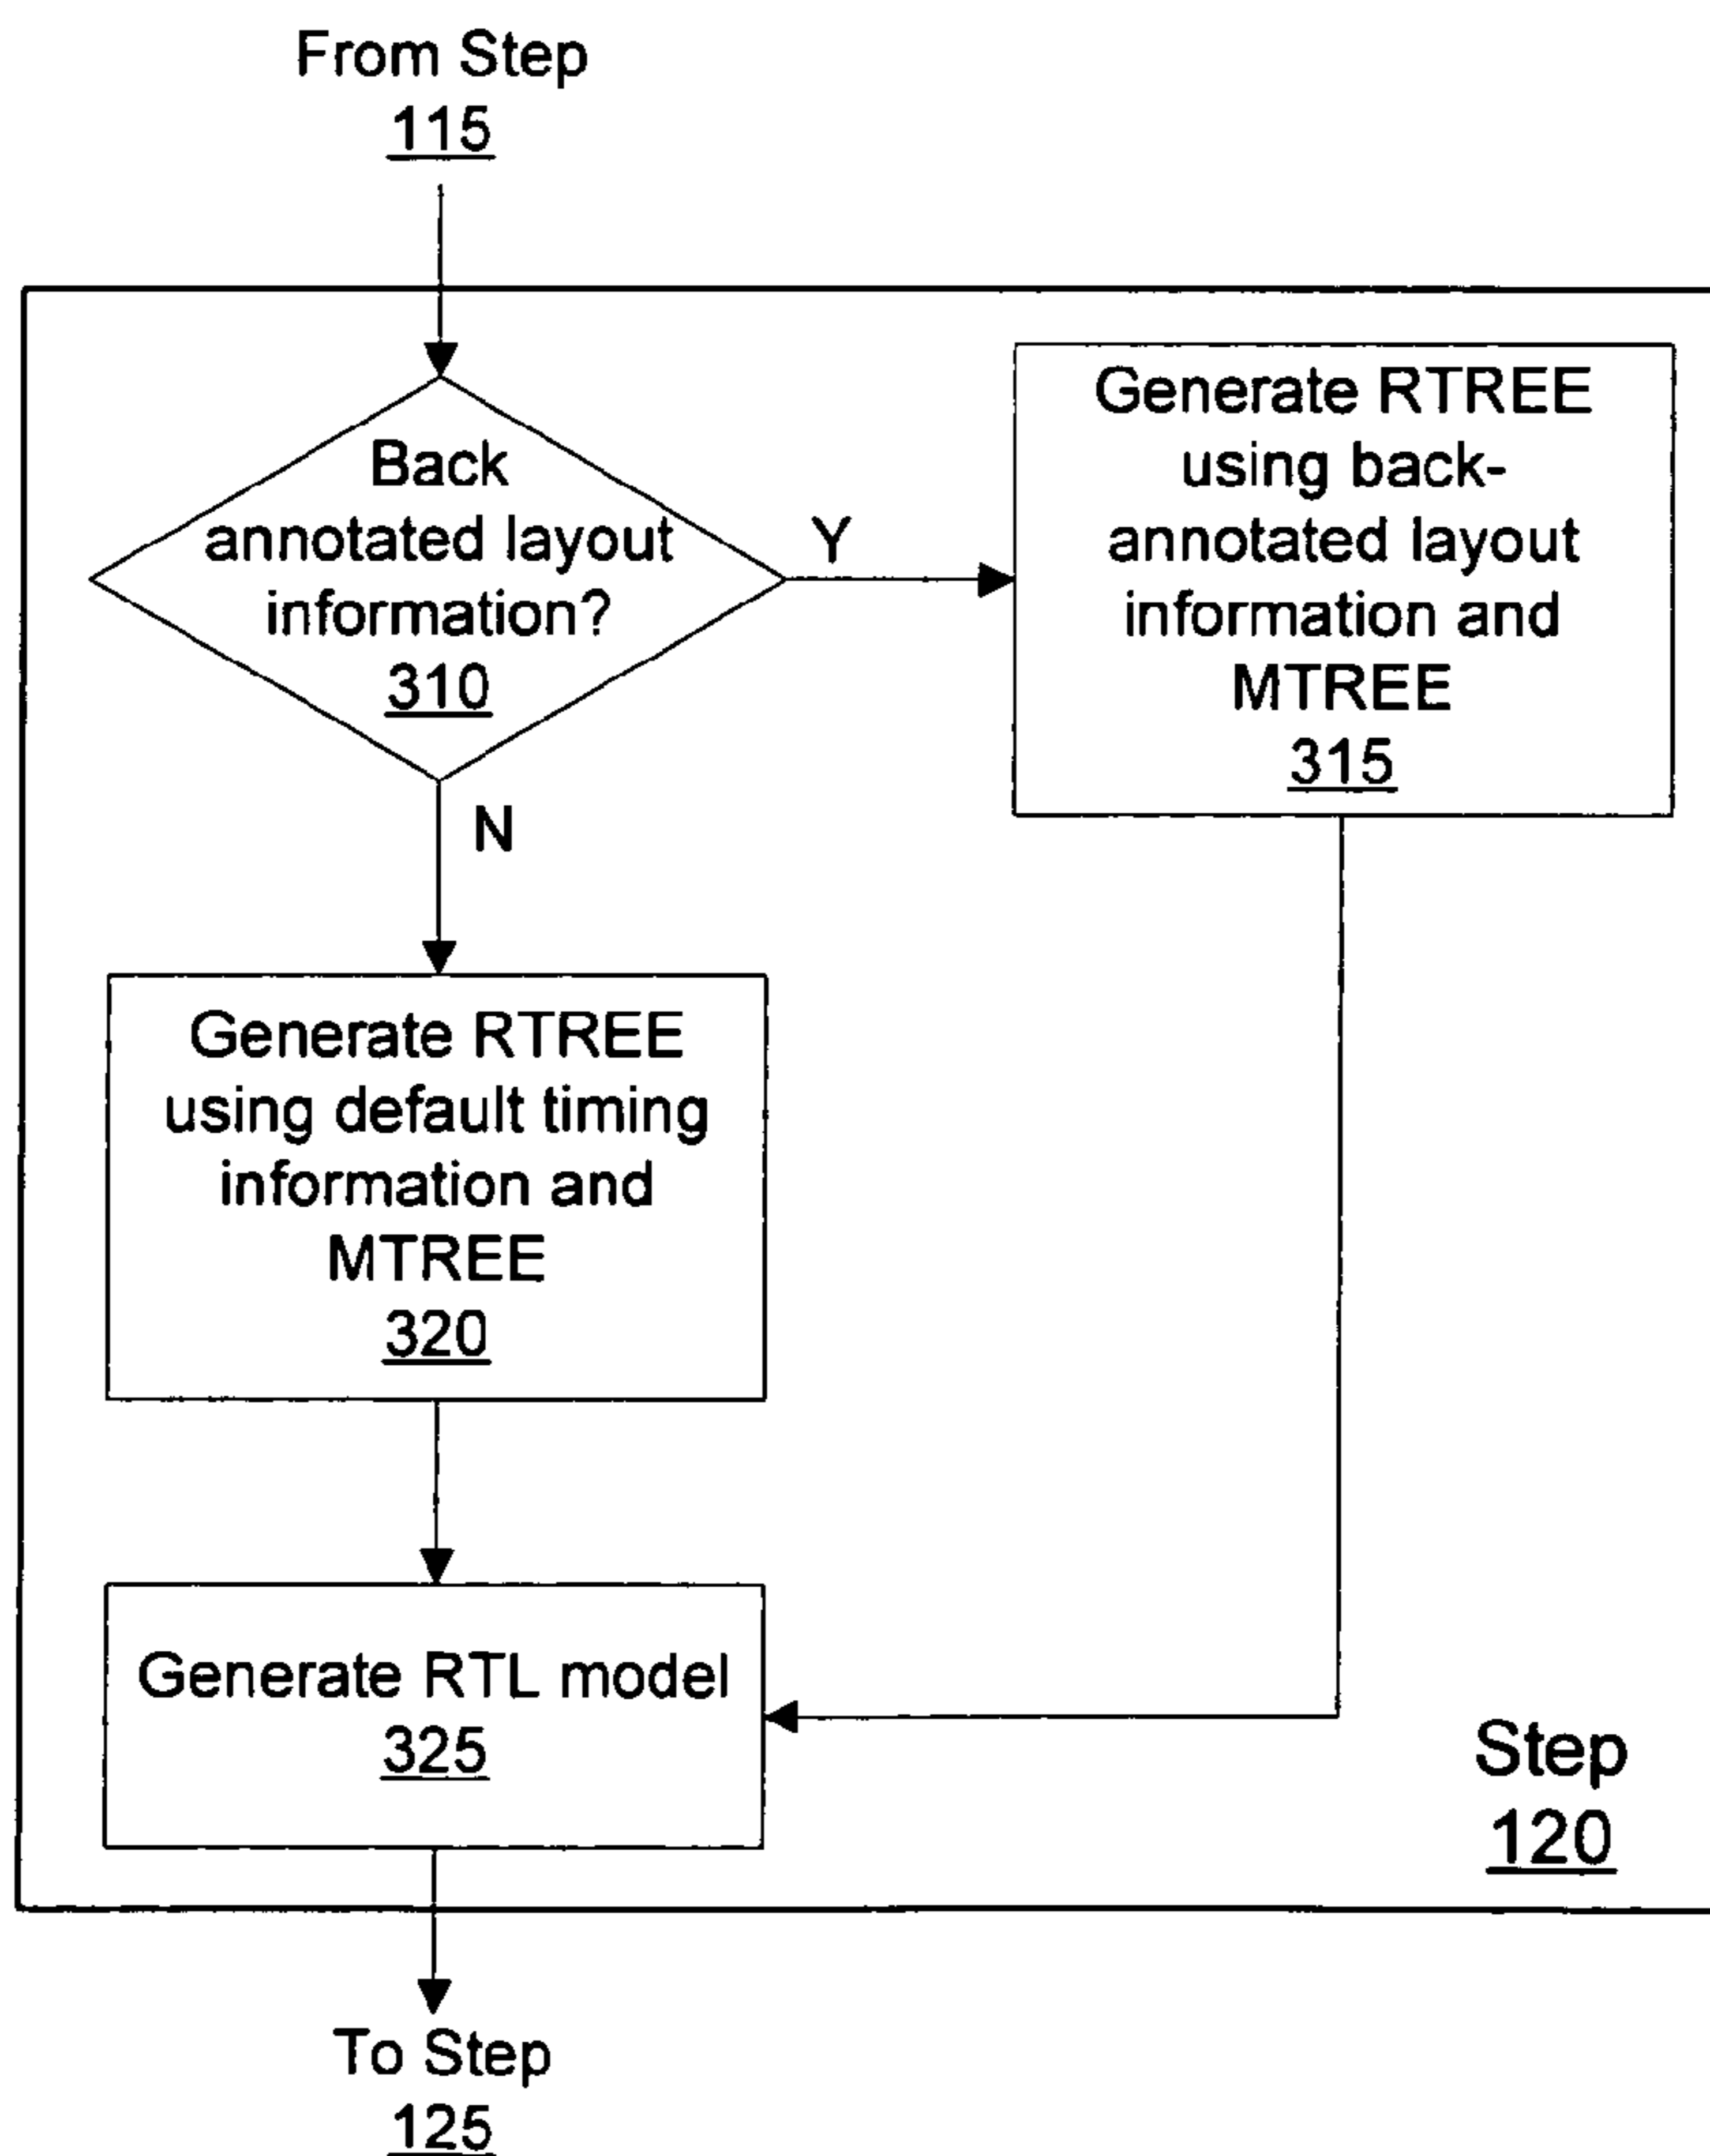 From Step
115
Back
annotated layout
information?
310
Y
Generate RTREE
using back-
annotated layout
information and
MTREE
315
N
Generate RTREE
using default timing
information and
MTREE
320
Generate RTL model
325
Step
120
To Step
125